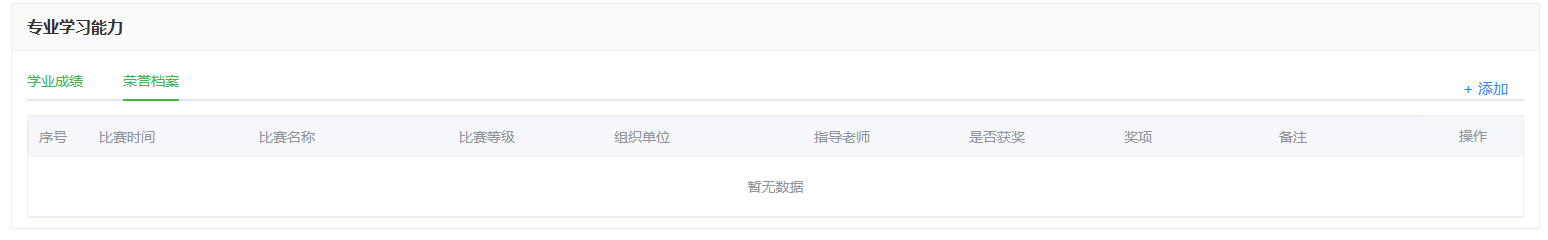 专业学习能力
学业成绩 荣誉档案
+ 添加
序号 比赛时间 比赛名称 比赛等级 组织单位 指导老师 是否获奖 奖项 备注 操作
暂无数据